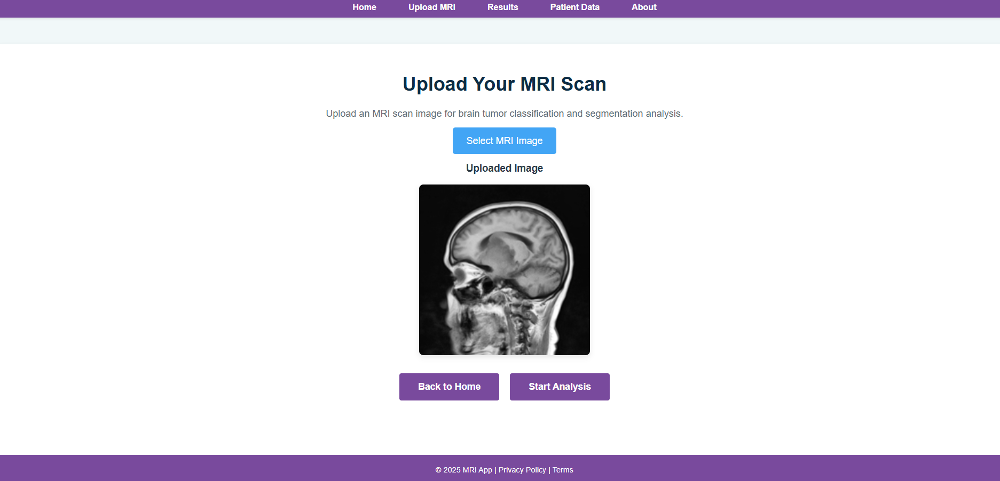 Home Upload MRI Results Patient Data About
Upload Your MRI Scan
Upload an MRI scan image for brain tumor classification and segmentation analysis.
Select MRI Image
Uploaded Image
Back to Home Start Analysis
© 2025 MRI App | Privacy Policy | Terms